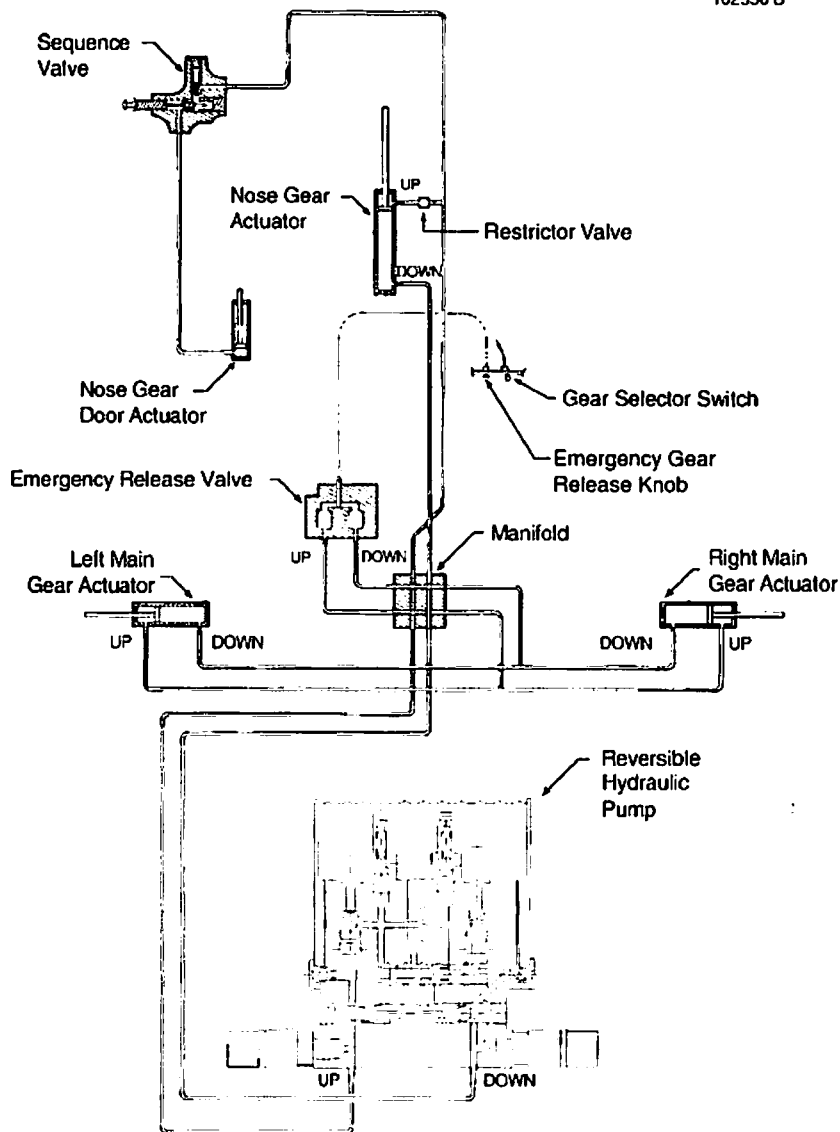 Sequence
Valve
Nose Gear
Actuator
UP
Restrictor Valve
DOWN
Nose Gear
Door Actuator
Gear Selector Switch
Emergency Gear
Release Knob
Emergency Release Valve
UP
DOWN
Manifold
Left Main
Gear Actuator
Right Main
Gear Actuator
UP
DOWN
DOWN
UP
Reversible
Hydraulic
Pump
UP
DOWN